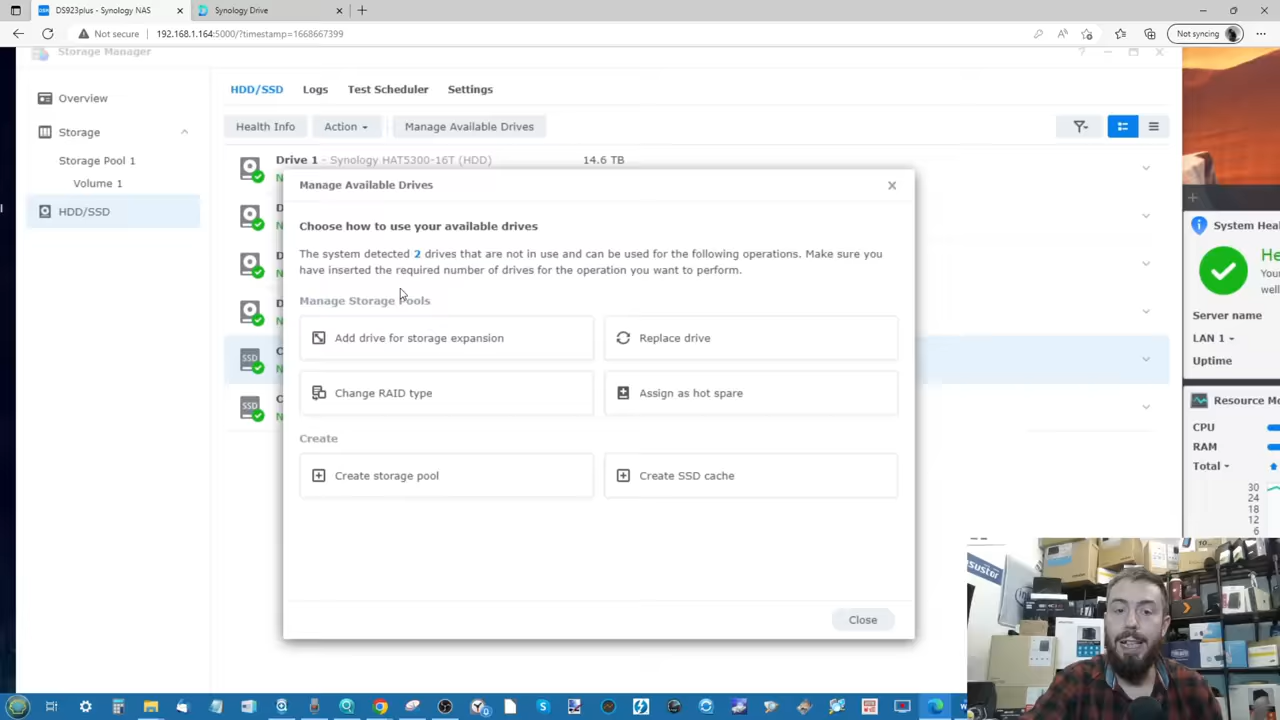 DS923plus - Synology NAS
Synology Drive
Not secure
192.168.1.164:5000/?timestamp=1668667399
Not syncing
Storage Manager
Overview
Storage
Storage Pool 1
Volume 1
HDD/SSD
HDD/SSD Logs Test Scheduler Settings
Health Info Action Manage Available Drives
Drive 1 - Synology HAT5300-16T (HDD) 14.6 TB
Manage Available Drives
Choose how to use your available drives
The system detected 2 drives that are not in use and can be used for the following operations. Make sure you
have inserted the required number of drives for the operation you want to perform.
Manage Storage Pools
Add drive for storage expansion
Replace drive
Change RAID type
Assign as hot spare
Create
Create storage pool
Create SSD cache
Close
SSD
SSD
System Heal
He
Your
well
Server name
LAN 1
Uptime
Resource Mo
CPU
RAM
Total
30
24
18
12
6